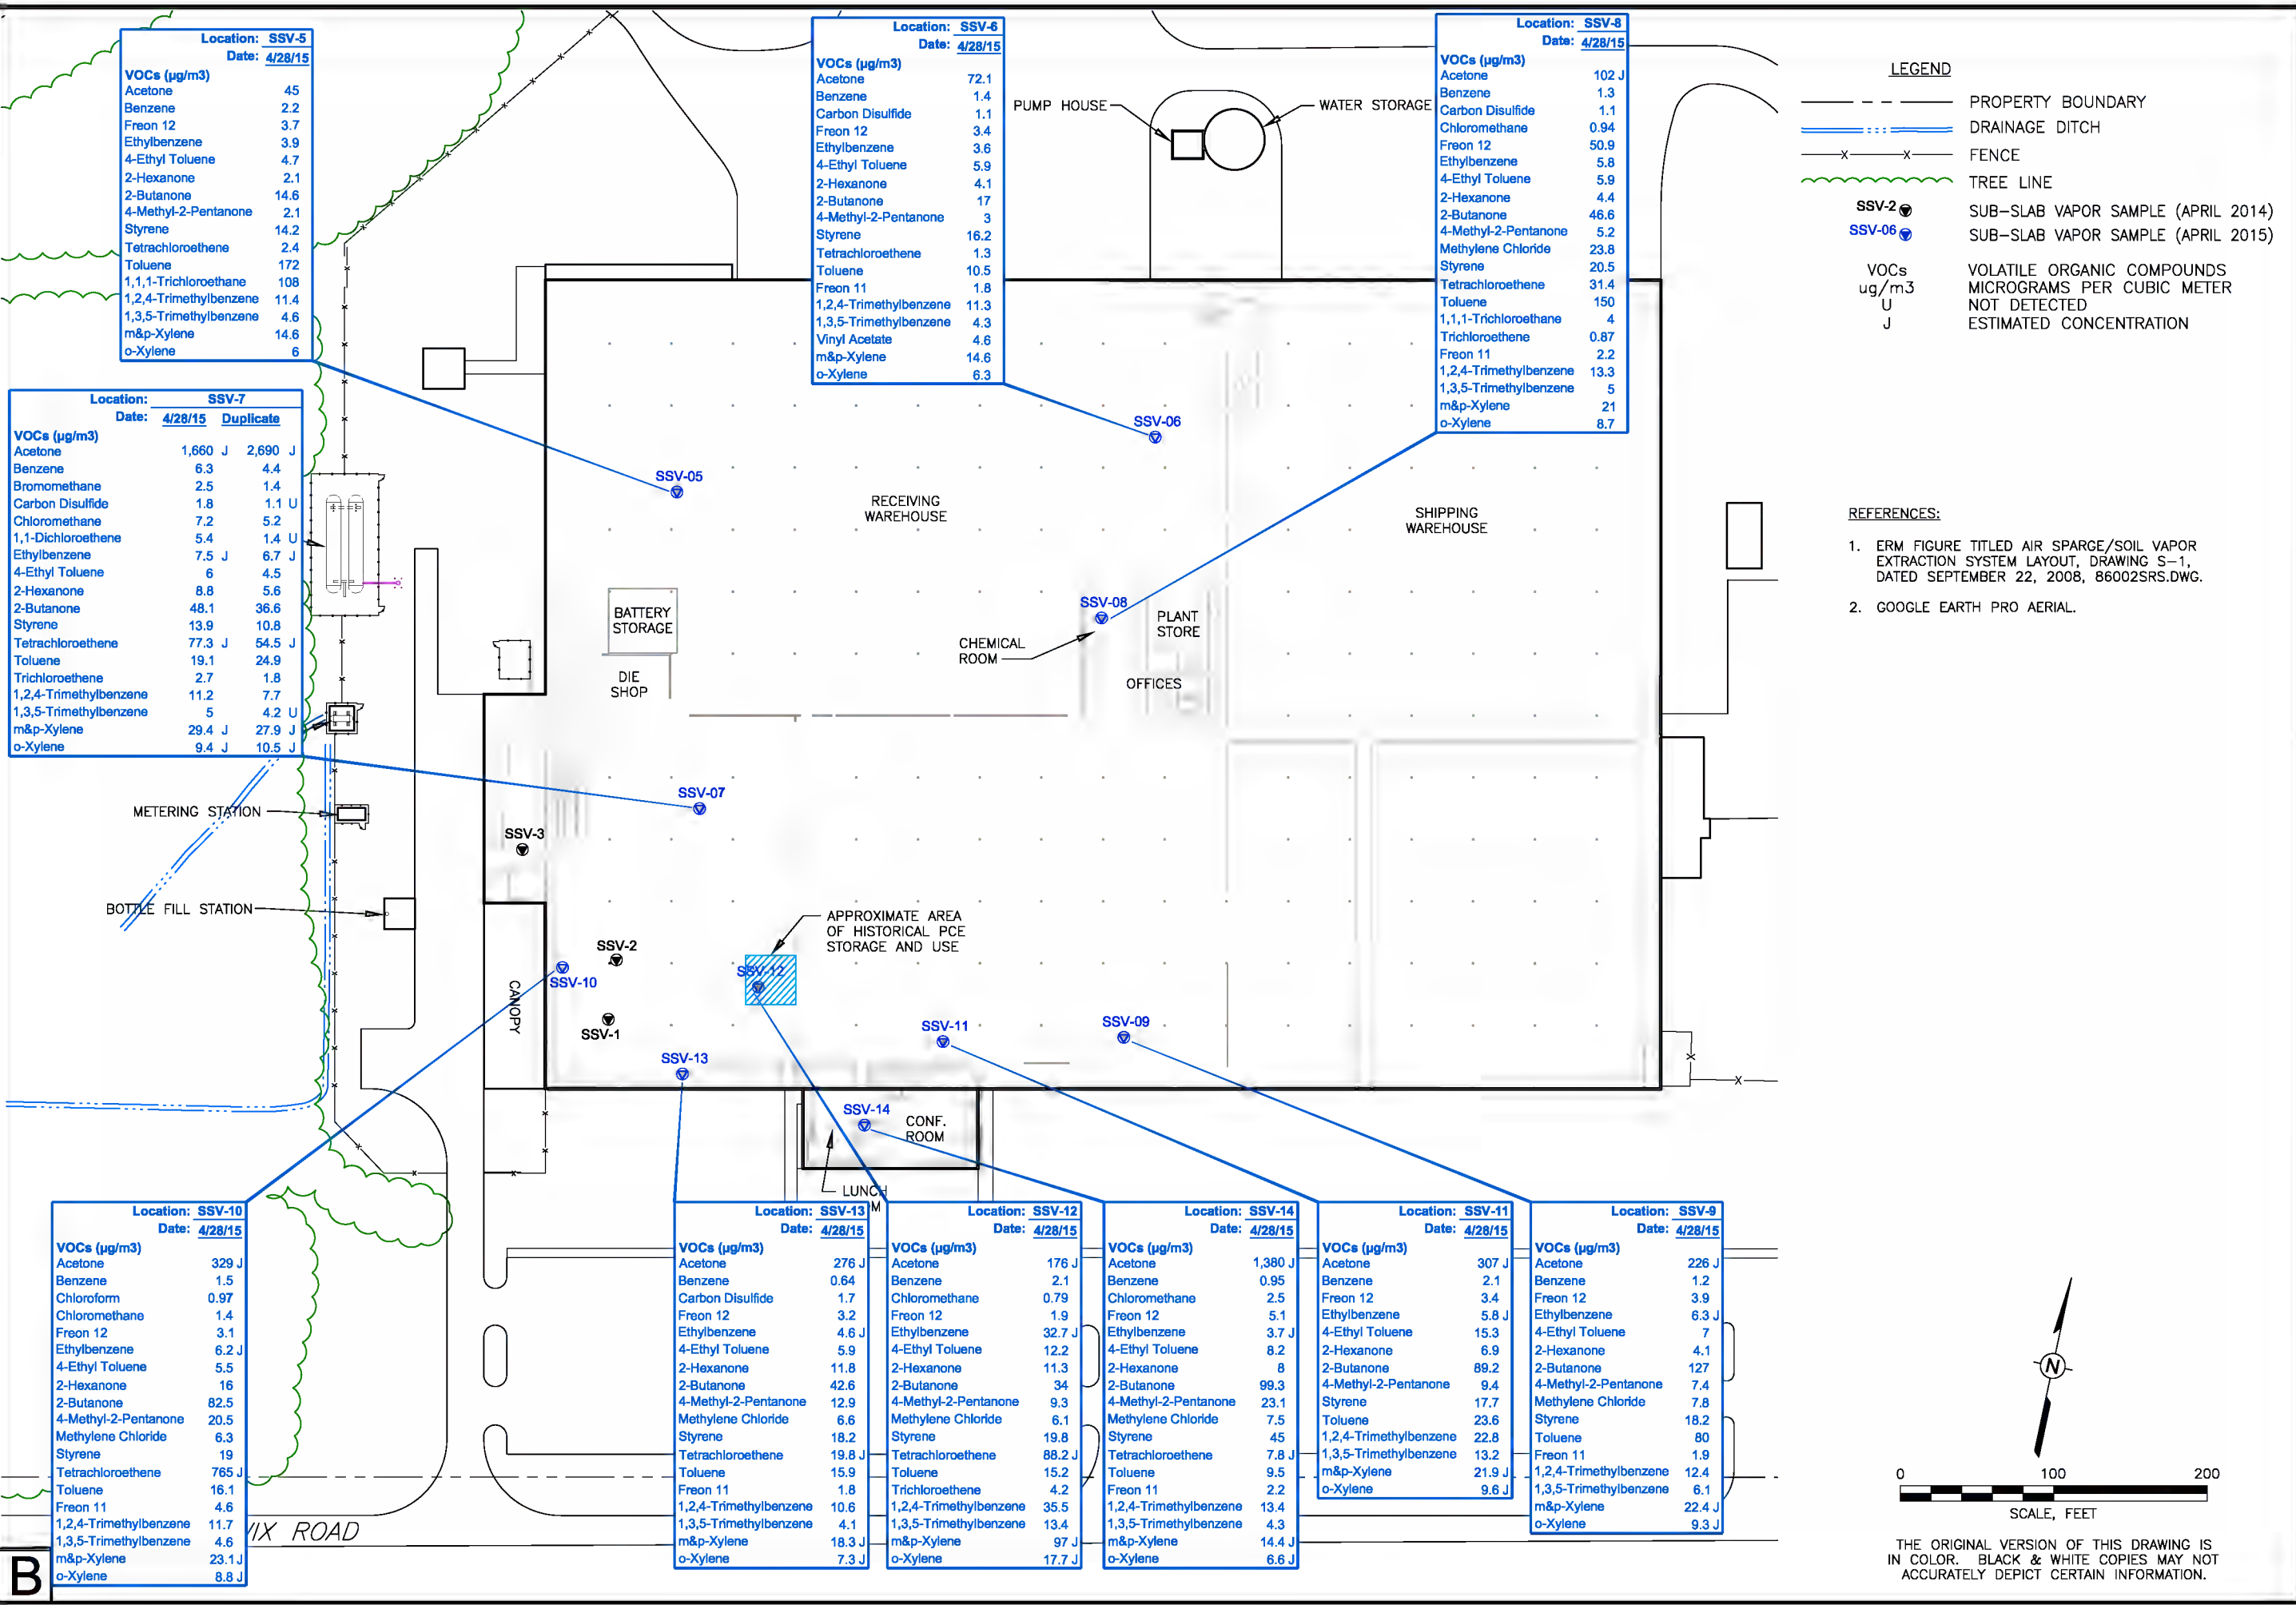 Location: SSV-5
Date: 4/28/15
VOCs (µg/m3)
Acetone 45
Benzene 2.2
Freon 12 3.7
Ethylbenzene 3.9
4-Ethyl Toluene 4.7
2-Hexanone 2.1
2-Butanone 14.6
4-Methyl-2-Pentanone 2.1
Styrene 14.2
Tetrachloroethene 2.4
Toluene 172
1,1,1-Trichloroethane 108
1,2,4-Trimethylbenzene 11.4
1,3,5-Trimethylbenzene 4.6
m&p-Xylene 14.6
o-Xylene 6
Location: SSV-6
Date: 4/28/15
VOCs (µg/m3)
Acetone 72.1
Benzene 1.4
Carbon Disulfide 1.1
Freon 12 3.4
Ethylbenzene 3.6
4-Ethyl Toluene 5.9
2-Hexanone 4.1
2-Butanone 17
4-Methyl-2-Pentanone 3
Styrene 16.2
Tetrachloroethene 1.3
Toluene 10.5
Freon 11 1.8
1,2,4-Trimethylbenzene 11.3
1,3,5-Trimethylbenzene 4.3
Vinyl Acetate 4.6
m&p-Xylene 14.6
o-Xylene 6.3
PUMP HOUSE
WATER STORAGE
Location: SSV-8
Date: 4/28/15
VOCs (µg/m3)
Acetone 102 J
Benzene 1.3
Carbon Disulfide 1.1
Chloromethane 0.94
Freon 12 50.9
Ethylbenzene 5.8
4-Ethyl Toluene 5.9
2-Hexanone 4.4
2-Butanone 46.6
4-Methyl-2-Pentanone 5.2
Methylene Chloride 23.8
Styrene 20.5
Tetrachloroethene 31.4
Toluene 150
1,1,1-Trichloroethane 4
Trichloroethene 0.87
Freon 11 2.2
1,2,4-Trimethylbenzene 13.3
1,3,5-Trimethylbenzene 5
m&p-Xylene 21
o-Xylene 8.7
LEGEND
PROPERTY BOUNDARY
DRAINAGE DITCH
X X FENCE
TREE LINE
SSV-2 SUB-SLAB VAPOR SAMPLE (APRIL 2014)
SSV-06 SUB-SLAB VAPOR SAMPLE (APRIL 2015)
VOCs VOLATILE ORGANIC COMPOUNDS
ug/m3 MICROGRAMS PER CUBIC METER
U NOT DETECTED
J ESTIMATED CONCENTRATION
Location: SSV-7
Date: 4/28/15 Duplicate
VOCs (µg/m3)
Acetone 1,660 J 2,690 J
Benzene 6.3 4.4
Bromomethane 2.5 1.4
Carbon Disulfide 1.8 1.1 U
Chloromethane 7.2 5.2
1,1-Dichloroethene 5.4 1.4 U
Ethylbenzene 7.5 J 6.7 J
4-Ethyl Toluene 6 4.5
2-Hexanone 8.8 5.6
2-Butanone 48.1 36.6
Styrene 13.9 10.8
Tetrachloroethene 77.3 J 54.5 J
Toluene 19.1 24.9
Trichloroethene 2.7 1.8
1,2,4-Trimethylbenzene 11.2 7.7
1,3,5-Trimethylbenzene 5 4.2 U
m&p-Xylene 29.4 J 27.9 J
o-Xylene 9.4 J 10.5 J
SSV-05
SSV-06
RECEIVING
WAREHOUSE
SHIPPING
WAREHOUSE
REFERENCES:
1. ERM FIGURE TITLED AIR SPARGE/SOIL VAPOR
EXTRACTION SYSTEM LAYOUT, DRAWING S-1,
DATED SEPTEMBER 22, 2008, 86002SRS.DWG.
2. GOOGLE EARTH PRO AERIAL.
BATTERY
STORAGE
DIE
SHOP
SSV-08
CHEMICAL
ROOM
PLANT
STORE
OFFICES
SSV-07
METERING STATION
SSV-3
BOTTLE FILL STATION
APPROXIMATE AREA
OF HISTORICAL PCE
STORAGE AND USE
SSV-2
SSV-10
SSV-12
CANOPY
SSV-1
SSV-11
SSV-09
SSV-13
SSV-14
CONF.
ROOM
LUNCH
M
Location: SSV-10
Date: 4/28/15
VOCs (µg/m3)
Acetone 329 J
Benzene 1.5
Chloroform 0.97
Chloromethane 1.4
Freon 12 3.1
Ethylbenzene 6.2 J
4-Ethyl Toluene 5.5
2-Hexanone 16
2-Butanone 82.5
4-Methyl-2-Pentanone 20.5
Methylene Chloride 6.3
Styrene 19
Tetrachloroethene 765 J
Toluene 16.1
Freon 11 4.6
1,2,4-Trimethylbenzene 11.7
1,3,5-Trimethylbenzene 4.6
m&p-Xylene 23.1 J
o-Xylene 8.8 J
Location: SSV-13
Date: 4/28/15
VOCs (µg/m3)
Acetone 276 J
Benzene 0.64
Carbon Disulfide 1.7
Freon 12 3.2
Ethylbenzene 4.6 J
4-Ethyl Toluene 5.9
2-Hexanone 11.8
2-Butanone 42.6
4-Methyl-2-Pentanone 12.9
Methylene Chloride 6.6
Styrene 18.2
Tetrachloroethene 19.8 J
Toluene 15.9
Freon 11 1.8
1,2,4-Trimethylbenzene 10.6
1,3,5-Trimethylbenzene 4.1
m&p-Xylene 18.3 J
o-Xylene 7.3 J
Location: SSV-12
Date: 4/28/15
VOCs (µg/m3)
Acetone 176 J
Benzene 2.1
Chloromethane 0.79
Freon 12 1.9
Ethylbenzene 32.7 J
4-Ethyl Toluene 12.2
2-Hexanone 11.3
2-Butanone 34
4-Methyl-2-Pentanone 9.3
Methylene Chloride 6.1
Styrene 19.8
Tetrachloroethene 88.2 J
Toluene 15.2
Trichloroethene 4.2
1,2,4-Trimethylbenzene 35.5
1,3,5-Trimethylbenzene 13.4
m&p-Xylene 97 J
o-Xylene 17.7 J
Location: SSV-14
Date: 4/28/15
VOCs (µg/m3)
Acetone 1,380 J
Benzene 0.95
Chloromethane 2.5
Freon 12 5.1
Ethylbenzene 3.7 J
4-Ethyl Toluene 8.2
2-Hexanone 8
2-Butanone 99.3
4-Methyl-2-Pentanone 23.1
Methylene Chloride 7.5
Styrene 45
Tetrachloroethene 7.8 J
Toluene 9.5
Freon 11 2.2
1,2,4-Trimethylbenzene 13.4
1,3,5-Trimethylbenzene 4.3
m&p-Xylene 14.4 J
o-Xylene 6.6 J
Location: SSV-11
Date: 4/28/15
VOCs (µg/m3)
Acetone 307 J
Benzene 2.1
Freon 12 3.4
Ethylbenzene 5.8 J
4-Ethyl Toluene 15.3
2-Hexanone 6.9
2-Butanone 89.2
4-Methyl-2-Pentanone 9.4
Styrene 17.7
Toluene 23.6
1,2,4-Trimethylbenzene 22.8
1,3,5-Trimethylbenzene 13.2
m&p-Xylene 21.9 J
o-Xylene 9.6 J
Location: SSV-9
Date: 4/28/15
VOCs (µg/m3)
Acetone 226 J
Benzene 1.2
Freon 12 3.9
Ethylbenzene 6.3 J
4-Ethyl Toluene 7
2-Hexanone 4.1
2-Butanone 127
4-Methyl-2-Pentanone 7.4
Methylene Chloride 7.8
Styrene 18.2
Toluene 80
Freon 11 1.9
1,2,4-Trimethylbenzene 12.4
1,3,5-Trimethylbenzene 6.1
m&p-Xylene 22.4 J
o-Xylene 9.3 J
IX ROAD
B
N
0 100 200
SCALE, FEET
THE ORIGINAL VERSION OF THIS DRAWING IS
IN COLOR. BLACK & WHITE COPIES MAY NOT
ACCURATELY DEPICT CERTAIN INFORMATION.